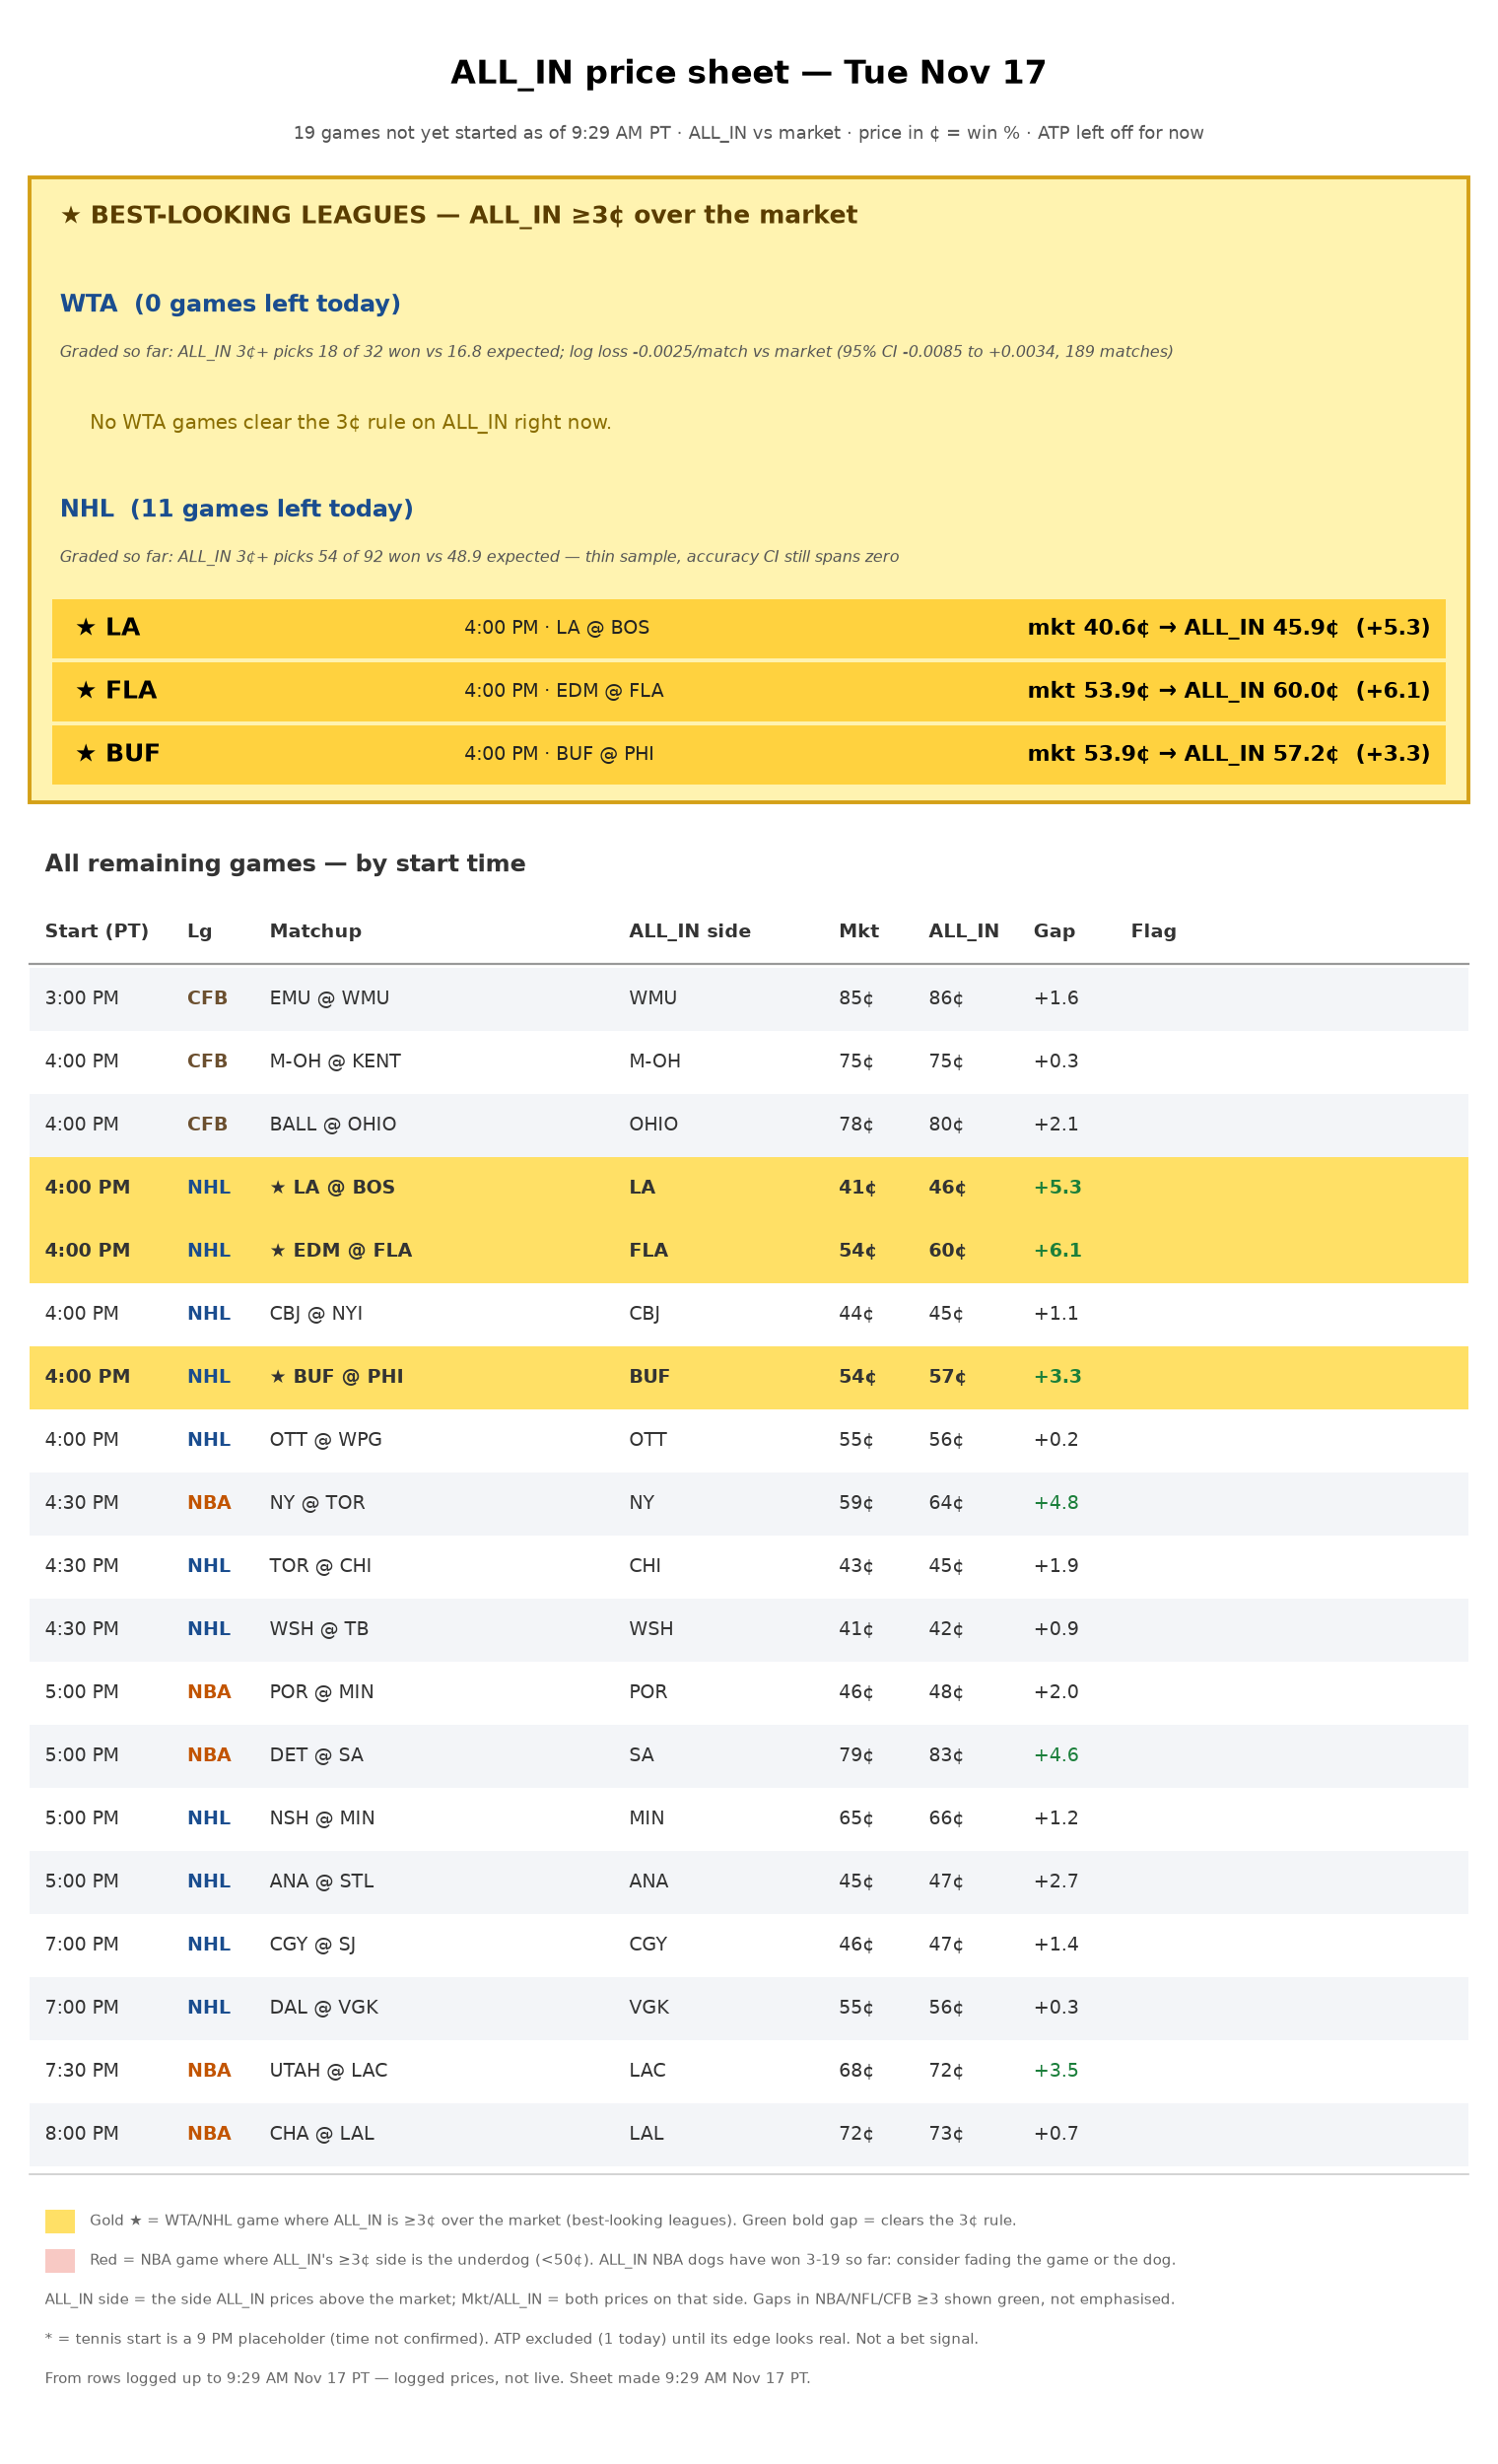 ALL_IN price sheet — Tue Nov 17
19 games not yet started as of 9:29 AM PT · ALL_IN vs market · price in ¢ = win % · ATP left off for now
★ BEST-LOOKING LEAGUES — ALL_IN ≥3¢ over the market
WTA (0 games left today)
Graded so far: ALL_IN 3¢+ picks 18 of 32 won vs 16.8 expected; log loss -0.0025/match vs market (95% CI -0.0085 to +0.0034, 189 matches)
No WTA games clear the 3¢ rule on ALL_IN right now.
NHL (11 games left today)
Graded so far: ALL_IN 3¢+ picks 54 of 92 won vs 48.9 expected — thin sample, accuracy CI still spans zero
★ LA 4:00 PM · LA @ BOS mkt 40.6¢ → ALL_IN 45.9¢ (+5.3)
★ FLA 4:00 PM · EDM @ FLA mkt 53.9¢ → ALL_IN 60.0¢ (+6.1)
★ BUF 4:00 PM · BUF @ PHI mkt 53.9¢ → ALL_IN 57.2¢ (+3.3)
All remaining games — by start time
Start (PT) Lg Matchup ALL_IN side Mkt ALL_IN Gap Flag
3:00 PM CFB EMU @ WMU WMU 85¢ 86¢ +1.6
4:00 PM CFB M-OH @ KENT M-OH 75¢ 75¢ +0.3
4:00 PM CFB BALL @ OHIO OHIO 78¢ 80¢ +2.1
4:00 PM NHL ★ LA @ BOS LA 41¢ 46¢ +5.3
4:00 PM NHL ★ EDM @ FLA FLA 54¢ 60¢ +6.1
4:00 PM NHL CBJ @ NYI CBJ 44¢ 45¢ +1.1
4:00 PM NHL ★ BUF @ PHI BUF 54¢ 57¢ +3.3
4:00 PM NHL OTT @ WPG OTT 55¢ 56¢ +0.2
4:30 PM NBA NY @ TOR NY 59¢ 64¢ +4.8
4:30 PM NHL TOR @ CHI CHI 43¢ 45¢ +1.9
4:30 PM NHL WSH @ TB WSH 41¢ 42¢ +0.9
5:00 PM NBA POR @ MIN POR 46¢ 48¢ +2.0
5:00 PM NBA DET @ SA SA 79¢ 83¢ +4.6
5:00 PM NHL NSH @ MIN MIN 65¢ 66¢ +1.2
5:00 PM NHL ANA @ STL ANA 45¢ 47¢ +2.7
7:00 PM NHL CGY @ SJ CGY 46¢ 47¢ +1.4
7:00 PM NHL DAL @ VGK VGK 55¢ 56¢ +0.3
7:30 PM NBA UTAH @ LAC LAC 68¢ 72¢ +3.5
8:00 PM NBA CHA @ LAL LAL 72¢ 73¢ +0.7
Gold ★ = WTA/NHL game where ALL_IN is ≥3¢ over the market (best-looking leagues). Green bold gap = clears the 3¢ rule.
Red = NBA game where ALL_IN's ≥3¢ side is the underdog (<50¢). ALL_IN NBA dogs have won 3-19 so far: consider fading the game or the dog.
ALL_IN side = the side ALL_IN prices above the market; Mkt/ALL_IN = both prices on that side. Gaps in NBA/NFL/CFB ≥3 shown green, not emphasised.
* = tennis start is a 9 PM placeholder (time not confirmed). ATP excluded (1 today) until its edge looks real. Not a bet signal.
From rows logged up to 9:29 AM Nov 17 PT — logged prices, not live. Sheet made 9:29 AM Nov 17 PT.